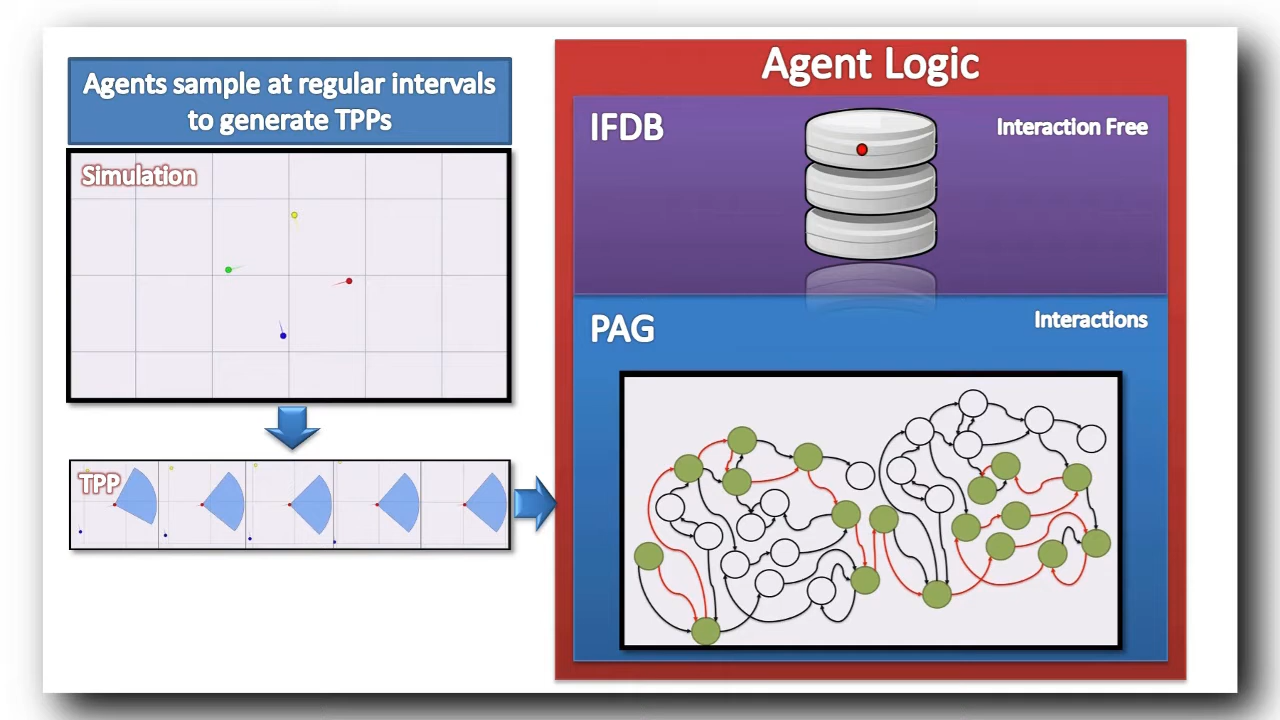 Agents sample at regular intervals
to generate TPPs
Simulation
TPP
Agent Logic
IFDB
Interaction Free
PAG
Interactions